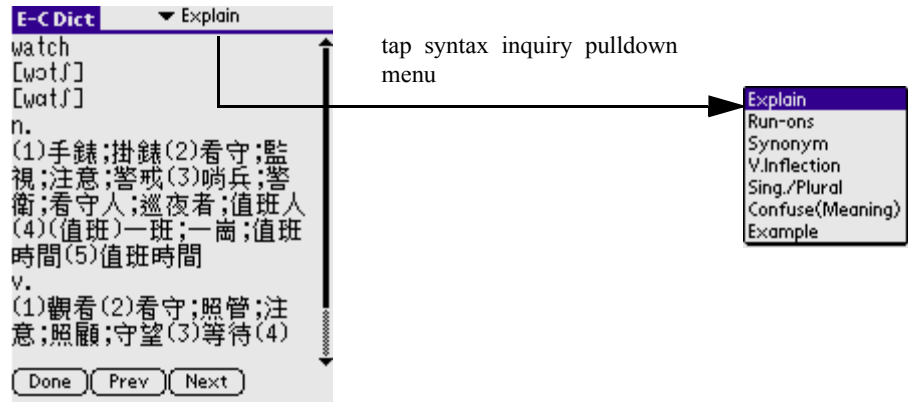 E-C Dict
Explain
watch
[wɔtʃ]
[wɑtʃ]
n.
(1)手錶;掛錶(2)看守;監
視;注意;警戒(3)哨兵;警
衛;看守人;巡夜者;值班人
(4)(值班)一班;一崗;值班
時間(5)值班時間
v.
(1)觀看(2)看守;照管;注
意;照顧;守望(3)等待(4)
Done
Prev
Next
tap syntax inquiry pulldown
menu
Explain
Run-ons
Synonym
V.Inflection
Sing./Plural
Confuse(Meaning)
Example